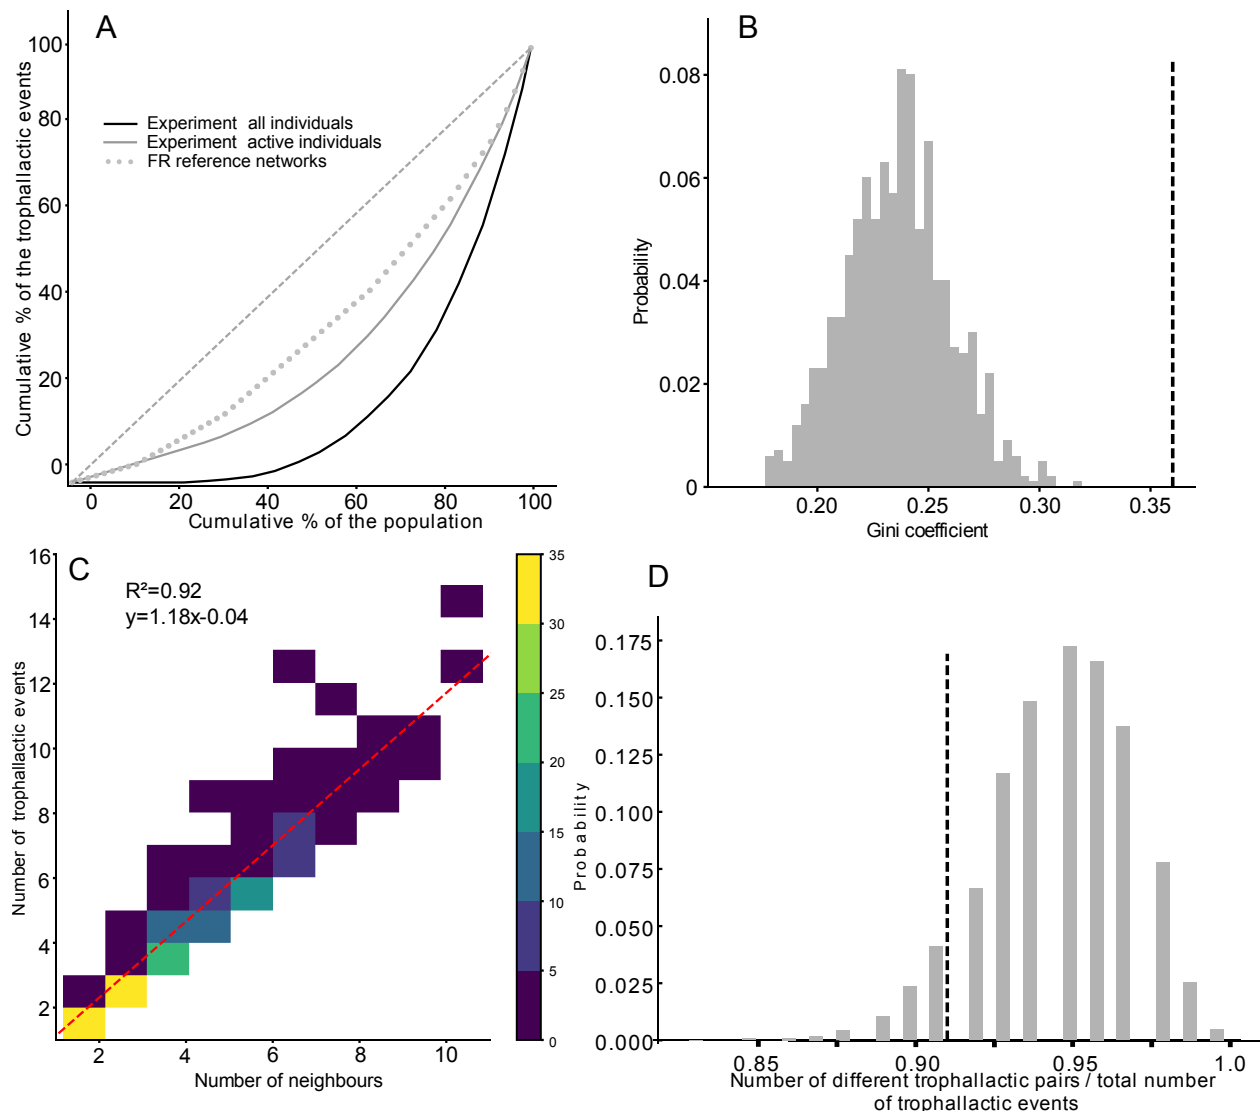 A
Cumulative % of the trophallactic events
100
80
60
40
20
0
Experiment all individuals
Experiment active individuals
FR reference networks
0 20 40 60 80 100
Cumulative % of the population
B
Probability
0.08
0.06
0.04
0.02
0
0.20 0.25 0.30 0.35
Gini coefficient
C
R²=0.92
y=1.18x-0.04
Number of trophallactic events
16
14
12
10
8
6
4
2
2 4 6 8 10
Number of neighbours
35
30
25
20
15
10
5
0
Probability
D
0.175
0.150
0.125
0.100
0.075
0.050
0.025
0.000
0.85 0.90 0.95 1.0
Number of different trophallactic pairs / total number
of trophallactic events